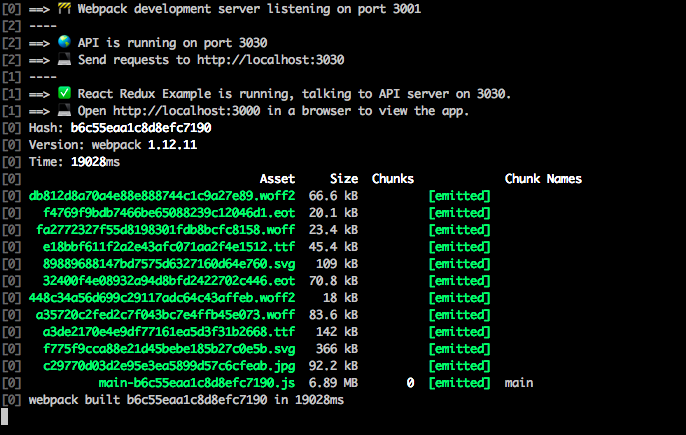 [0] ==> 🚧 Webpack development server listening on port 3001
[2] ----
[2] ==> 🌎 API is running on port 3030
[2] ==> 💻 Send requests to http://localhost:3030
[1] ----
[1] ==> ✅ React Redux Example is running, talking to API server on 3030.
[1] ==> 💻 Open http://localhost:3000 in a browser to view the app.
[0] Hash: b6c55eaa1c8d8efc7190
[0] Version: webpack 1.12.11
[0] Time: 19028ms
[0] Asset Size Chunks Chunk Names
[0] db812d8a70a4e88e888744c1c9a27e89.woff2 66.6 kB [emitted]
[0] f4769f9bdb7466be65088239c12046d1.eot 20.1 kB [emitted]
[0] fa2772327f55d8198301fdb8bcfc8158.woff 23.4 kB [emitted]
[0] e18bbf611f2a2e43afc071aa2f4e1512.ttf 45.4 kB [emitted]
[0] 89889688147bd7575d6327160d64e760.svg 109 kB [emitted]
[0] 32400f4e08932a94d8bfd2422702c446.eot 70.8 kB [emitted]
[0] 448c34a56d699c29117adc64c43affeb.woff2 18 kB [emitted]
[0] a35720c2fed2c7f043bc7e4ffb45e073.woff 83.6 kB [emitted]
[0] a3de2170e4e9df77161ea5d3f31b2668.ttf 142 kB [emitted]
[0] f775f9cca88e21d45bebe185b27c0e5b.svg 366 kB [emitted]
[0] c29770d03d2e95e3ea5899d57c6cfeab.jpg 92.2 kB [emitted]
[0] main-b6c55eaa1c8d8efc7190.js 6.89 MB 0 [emitted] main
[0] webpack built b6c55eaa1c8d8efc7190 in 19028ms